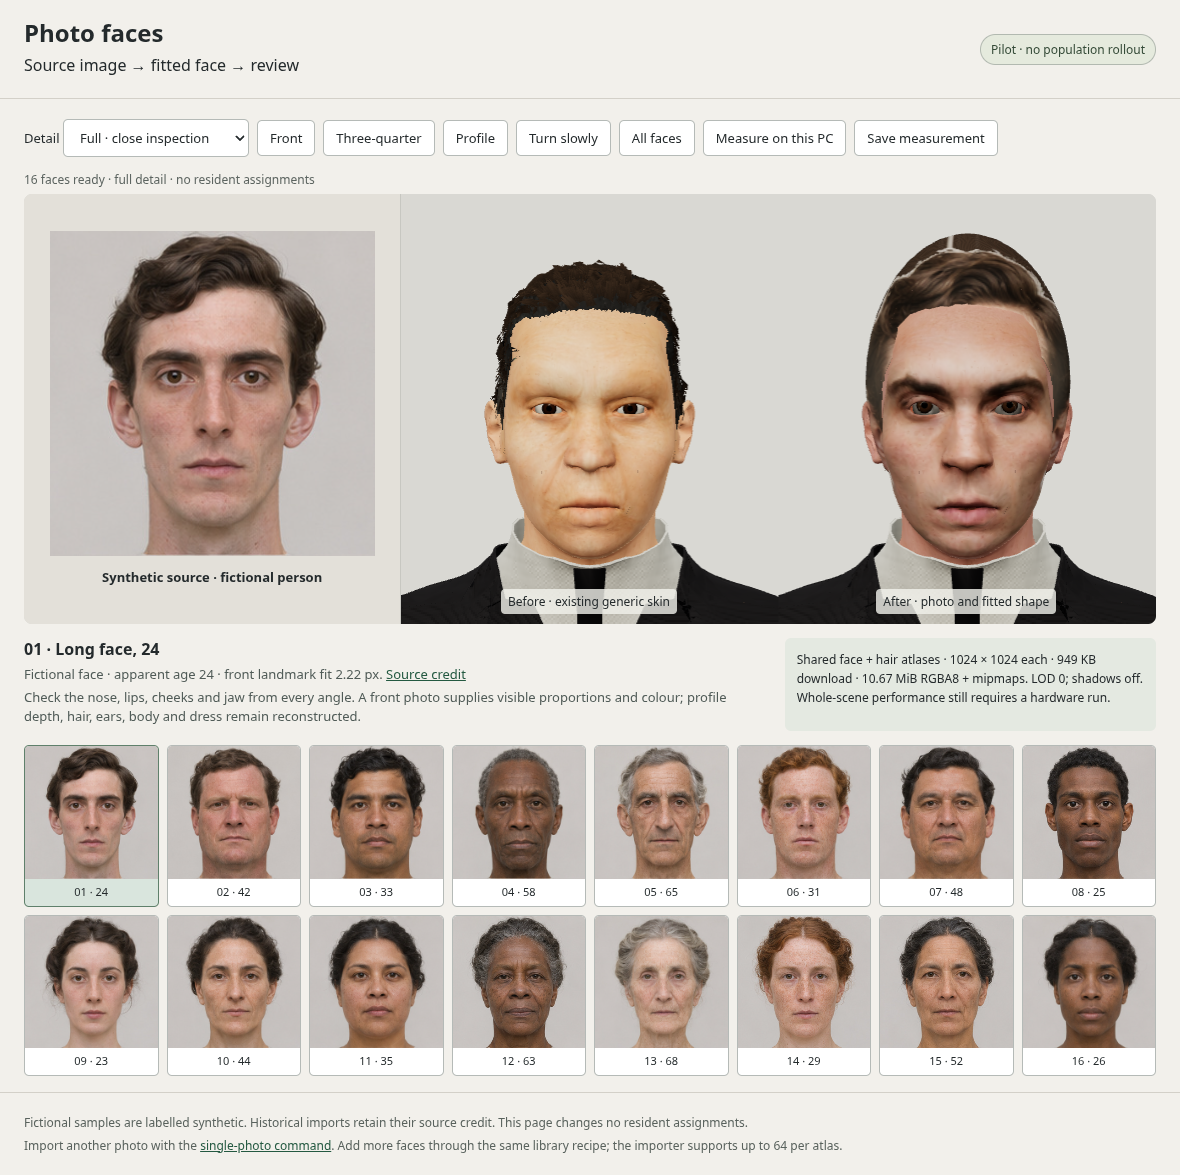 Photo faces
Source image → fitted face → review
Pilot · no population rollout
Detail
Full · close inspection
Front
Three-quarter
Profile
Turn slowly
All faces
Measure on this PC
Save measurement
16 faces ready · full detail · no resident assignments
Synthetic source · fictional person
Before · existing generic skin
After · photo and fitted shape
01 · Long face, 24
Fictional face · apparent age 24 · front landmark fit 2.22 px. Source credit
Check the nose, lips, cheeks and jaw from every angle. A front photo supplies visible proportions and colour; profile
depth, hair, ears, body and dress remain reconstructed.
Shared face + hair atlases · 1024 × 1024 each · 949 KB
download · 10.67 MiB RGBA8 + mipmaps. LOD 0; shadows off.
Whole-scene performance still requires a hardware run.
01 · 24
02 · 42
03 · 33
04 · 58
05 · 65
06 · 31
07 · 48
08 · 25
09 · 23
10 · 44
11 · 35
12 · 63
13 · 68
14 · 29
15 · 52
16 · 26
Fictional samples are labelled synthetic. Historical imports retain their source credit. This page changes no resident assignments.
Import another photo with the single-photo command. Add more faces through the same library recipe; the importer supports up to 64 per atlas.